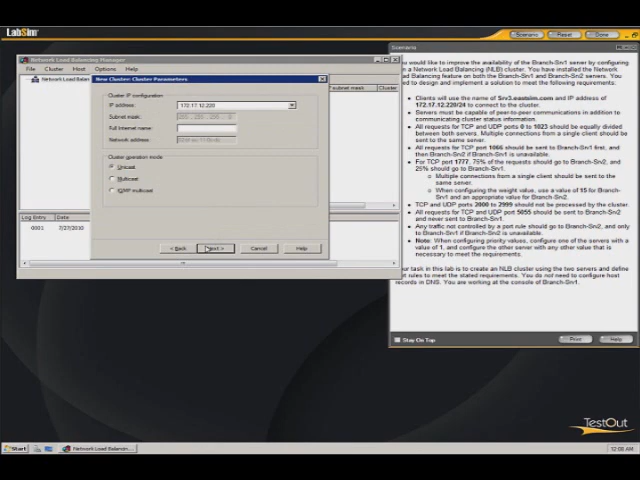 LabSim
Scenario
Reset
Done
Network Load Balancing Manager
File Cluster Host Options Help
Network Load Balan
subnet mask Cluster
Log Entry Date
0001 7/27/2010
New Cluster: Cluster Parameters
Cluster IP configuration
IP address:
172.17.12.220
Subnet mask:
Full Internet name:
Network address:
Cluster operation mode
Unicast
Multicast
IGMP multicast
< Back
Next >
Cancel
Help
Scenario
ou would like to improve the availability of the Branch-Srv1 server by configuring
in a Network Load Balancing (NLB) cluster. You have installed the Network
ad Balancing feature on both the Branch-Srv1 and Branch-Srv2 servers. You
ed to design and implement a solution to meet the following requirements:
• Clients will use the name of Srv3.eastsim.com and IP address of
172.17.12.220/24 to connect to the cluster.
• Servers must be capable of peer-to-peer communications in addition to
communicating cluster status information.
• All requests for TCP and UDP ports 0 to 1023 should be equally divided
between both servers. Multiple connections from a single client should be
sent to the same server.
• All requests for TCP port 1066 should be sent to Branch-Srv1 first, and
then Branch-Srv2 if Branch-Srv1 is unavailable.
• For TCP port 1777, 75% of the requests should go to Branch-Srv2, and
25% should go to Branch-Srv1.
Multiple connections from a single client should be sent to the
same server.
When configuring the weight value, use a value of 15 for Branch-
Srv1 and an appropriate value for Branch-Srv2.
• TCP and UDP ports 2000 to 2999 should not be processed by the cluster.
• All requests for TCP and UDP port 5055 should be sent to Branch-Srv2
and never sent to Branch-Srv1.
• Any traffic not controlled by a port rule should go to Branch-Srv2, and only
to Branch-Srv1 if Branch-Srv2 is unavailable.
• Note: When configuring priority values, configure one of the servers with a
value of 1, and configure the other server with any other value that is
necessary to meet the requirements.
our task in this lab is to create an NLB cluster using the two servers and define
rt rules to meet the stated requirements. You do not need to configure host
records in DNS. You are working at the console of Branch-Srv1.
Stay On Top
Print
Help
TestOut
Start
Network Load Balancin...
12:08 AM